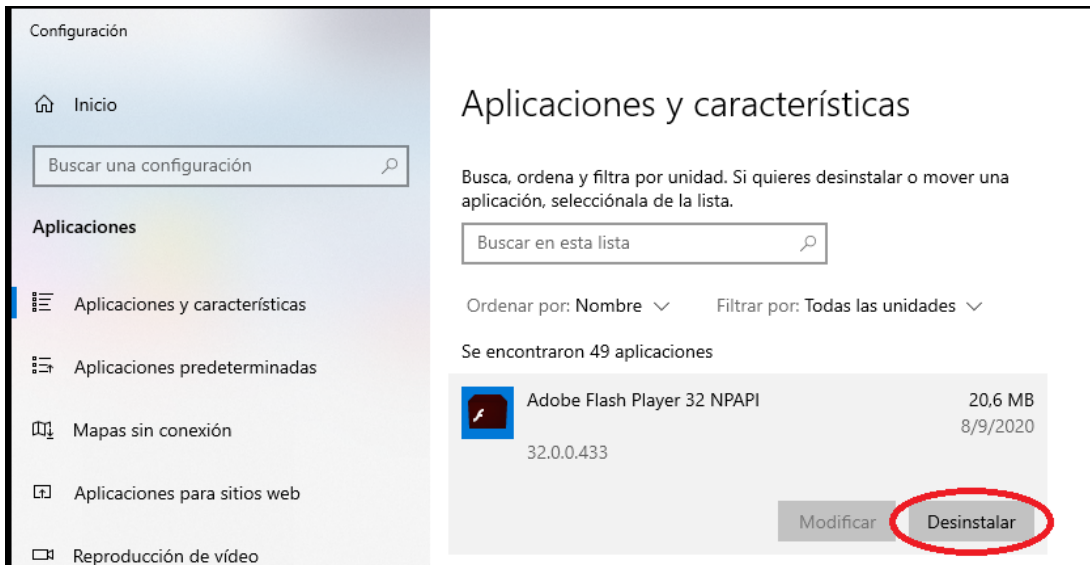 Configuración
Inicio
Buscar una configuración
Aplicaciones
Aplicaciones y características
Aplicaciones predeterminadas
Mapas sin conexión
Aplicaciones para sitios web
Reproducción de vídeo
Aplicaciones y características
Busca, ordena y filtra por unidad. Si quieres desinstalar o mover una
aplicación, selecciónala de la lista.
Buscar en esta lista
Ordenar por: Nombre Filtrar por: Todas las unidades
Se encontraron 49 aplicaciones
Adobe Flash Player 32 NPAPI 20,6 MB
8/9/2020
32.0.0.433
Modificar Desinstalar